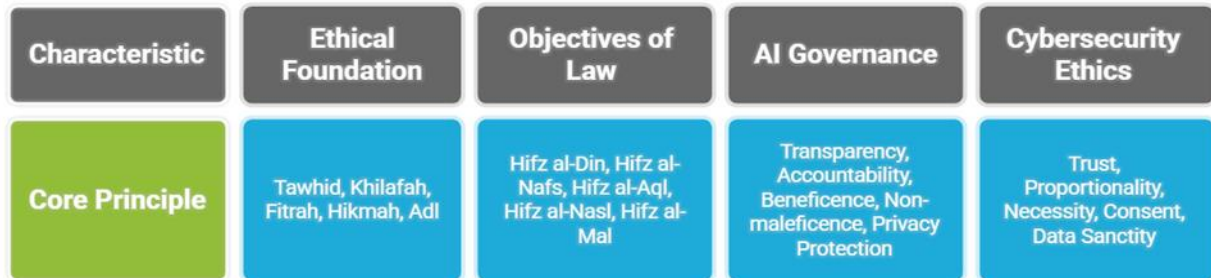 Characteristic
Ethical
Foundation
Objectives of
Law
AI Governance
Cybersecurity
Ethics
Core Principle
Tawhid, Khilafah,
Fitrah, Hikmah, Adl
Hifz al-Din, Hifz al-
Nafs, Hifz al-Aql,
Hifz al-Nasl, Hifz al-
Mal
Transparency,
Accountability,
Beneficence, Non-
maleficence, Privacy
Protection
Trust,
Proportionality,
Necessity, Consent,
Data Sanctity